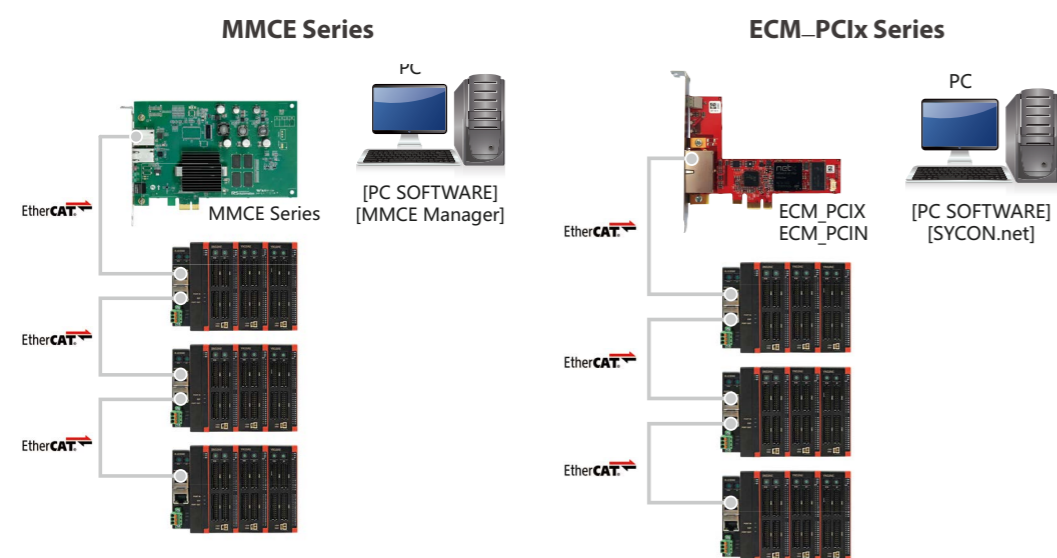 MMCE Series
PC
EtherCAT
MMCE Series
[PC SOFTWARE]
[MMCE Manager]
EtherCAT
EtherCAT
ECM_PCIx Series
PC
EtherCAT
ECM_PCIX
ECM_PCIN
[PC SOFTWARE]
[SYCON.net]
EtherCAT
EtherCAT